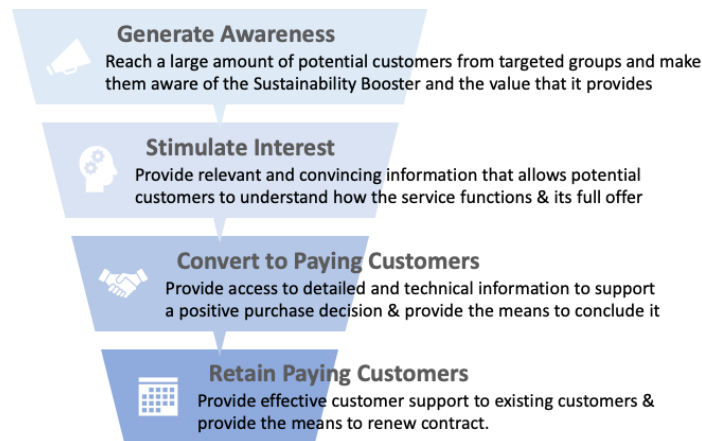 Generate Awareness
Reach a large amount of potential customers from targeted groups and make
them aware of the Sustainability Booster and the value that it provides
Stimulate Interest
Provide relevant and convincing information that allows potential
customers to understand how the service functions & its full offer
Convert to Paying Customers
Provide access to detailed and technical information to support
a positive purchase decision & provide the means to conclude it
Retain Paying Customers
Provide effective customer support to existing customers &
provide the means to renew contract.